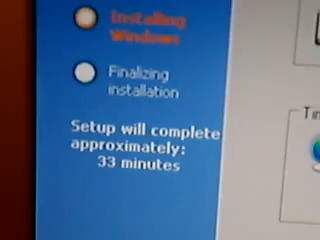 Installing
Windows
Finalizing
installation
Setup will complete
approximately:
33 minutes